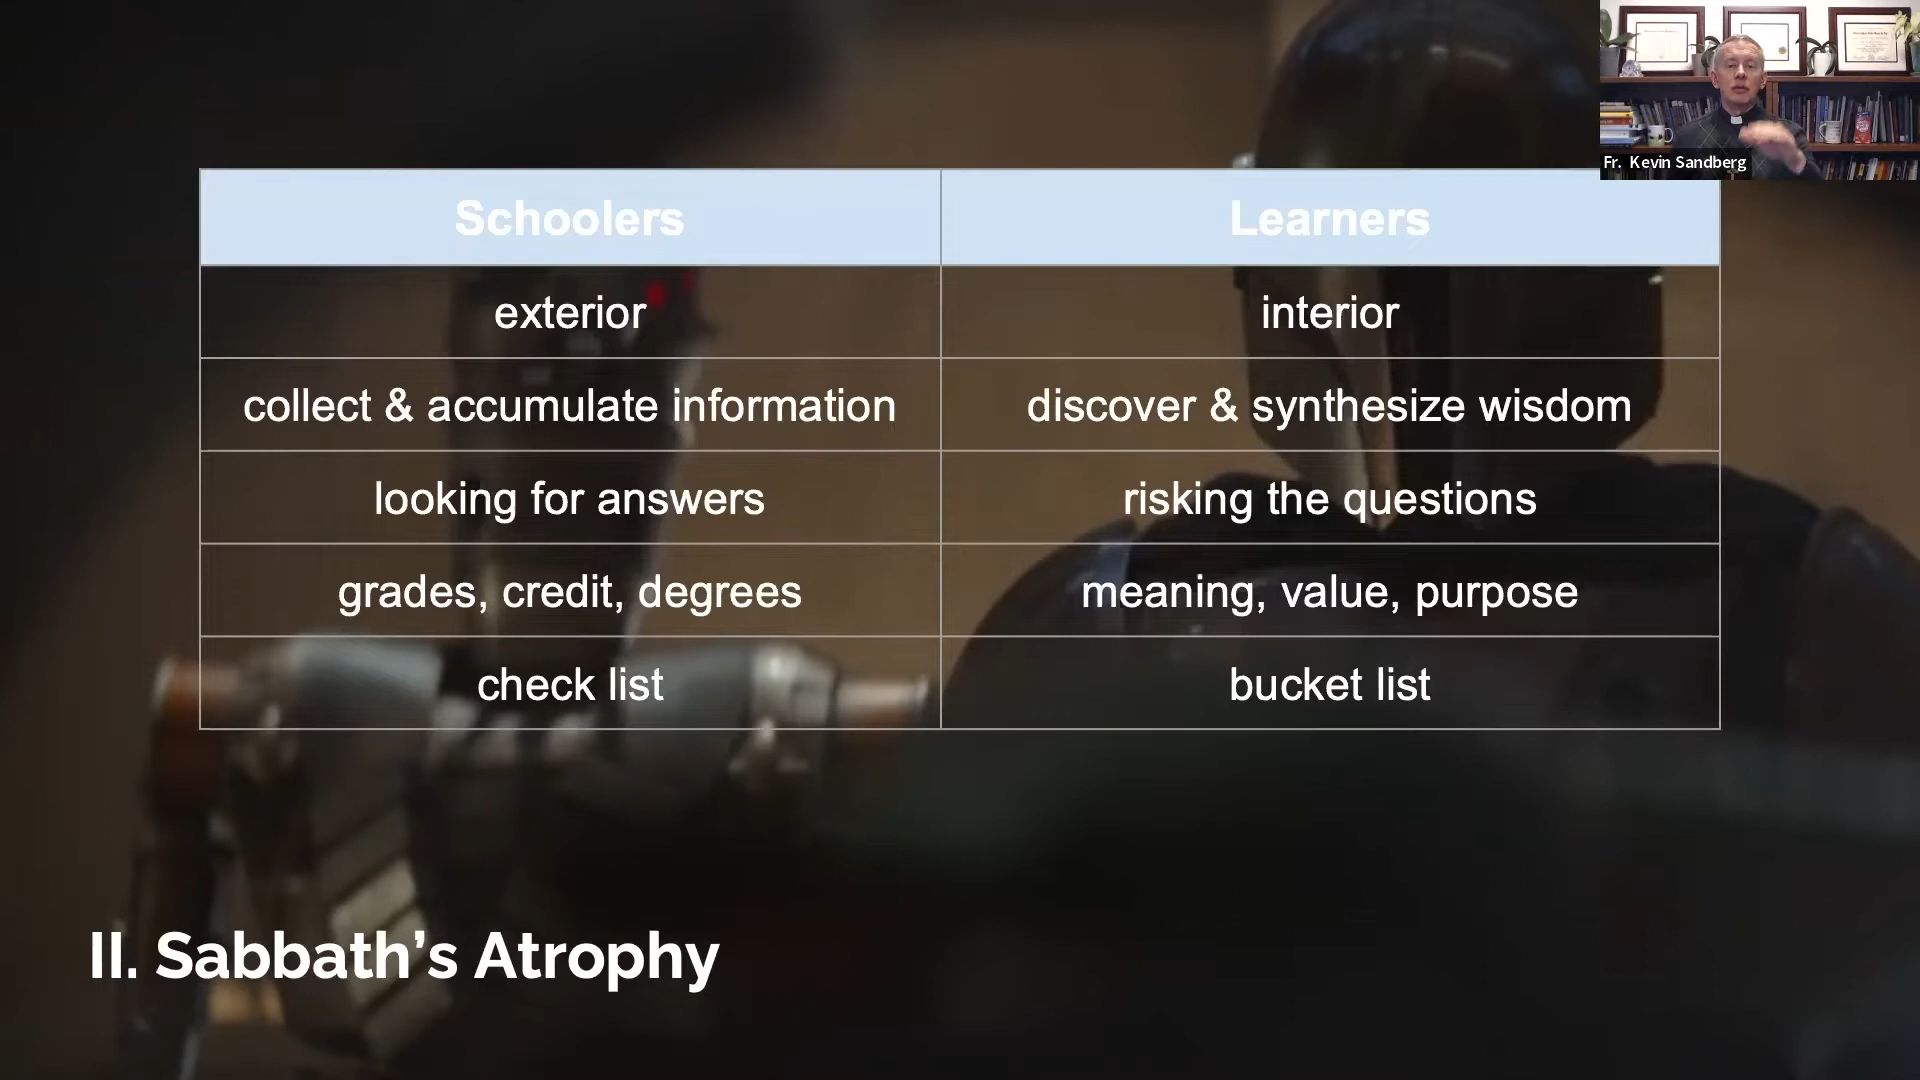 Fr. Kevin Sandberg
Schoolers Learners
exterior interior
collect & accumulate information discover & synthesize wisdom
looking for answers risking the questions
grades, credit, degrees meaning, value, purpose
check list bucket list
II. Sabbath’s Atrophy